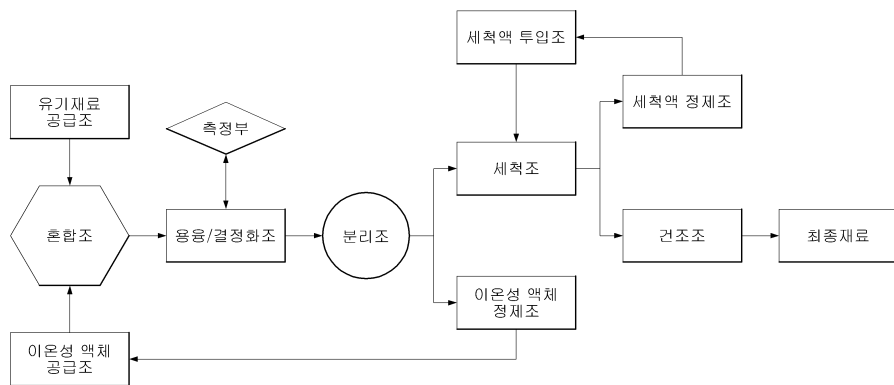 세척액 투입조
유기재료
공급조
측정부
세척액 정제조
세척조
혼합조
용융/결정화조
분리조
건조조
최종재료
이온성 액체
정제조
이온성 액체
공급조